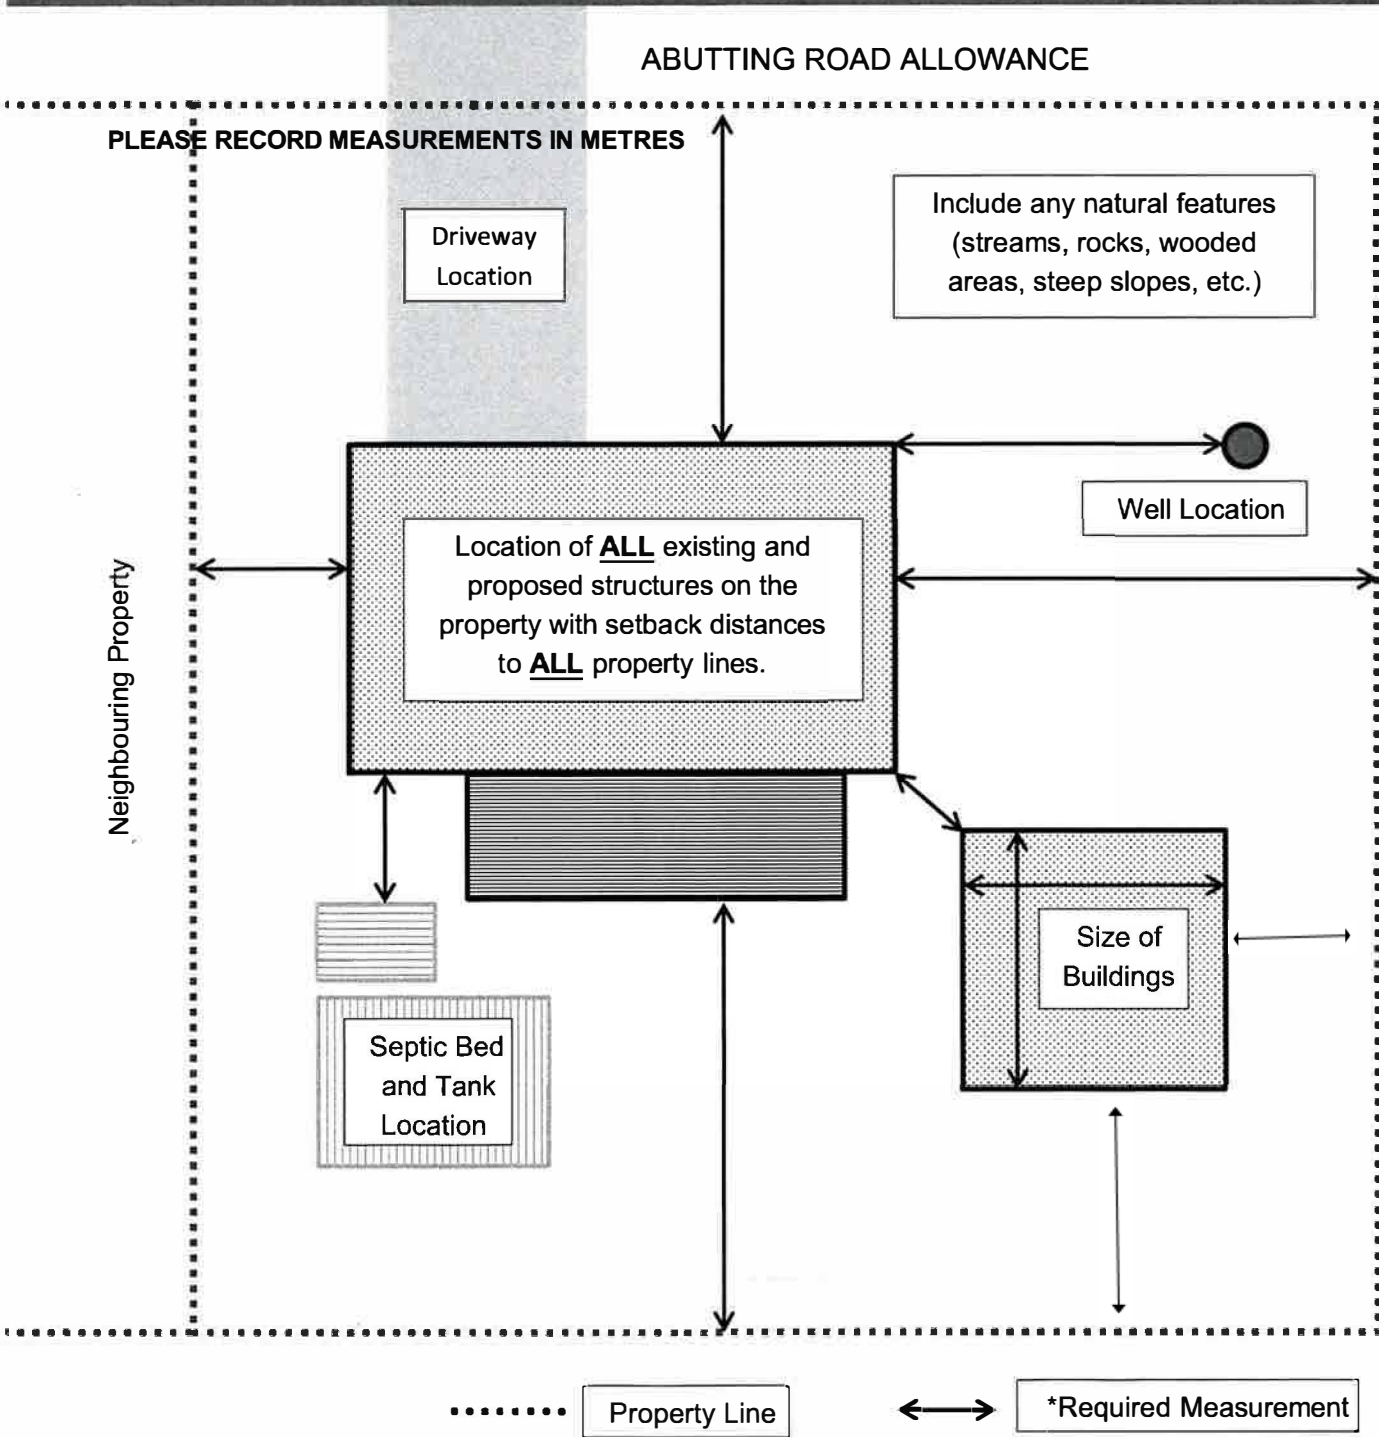 ABUTTING ROAD ALLOWANCE
PLEASE RECORD MEASUREMENTS IN METRES
Driveway
Location
Include any natural features
(streams, rocks, wooded
areas, steep slopes, etc.)
Well Location
Location of ALL existing and
proposed structures on the
property with setback distances
to ALL property lines.
Neighbouring Property
Size of
Buildings
Septic Bed
and Tank
Location
Property Line
*Required Measurement